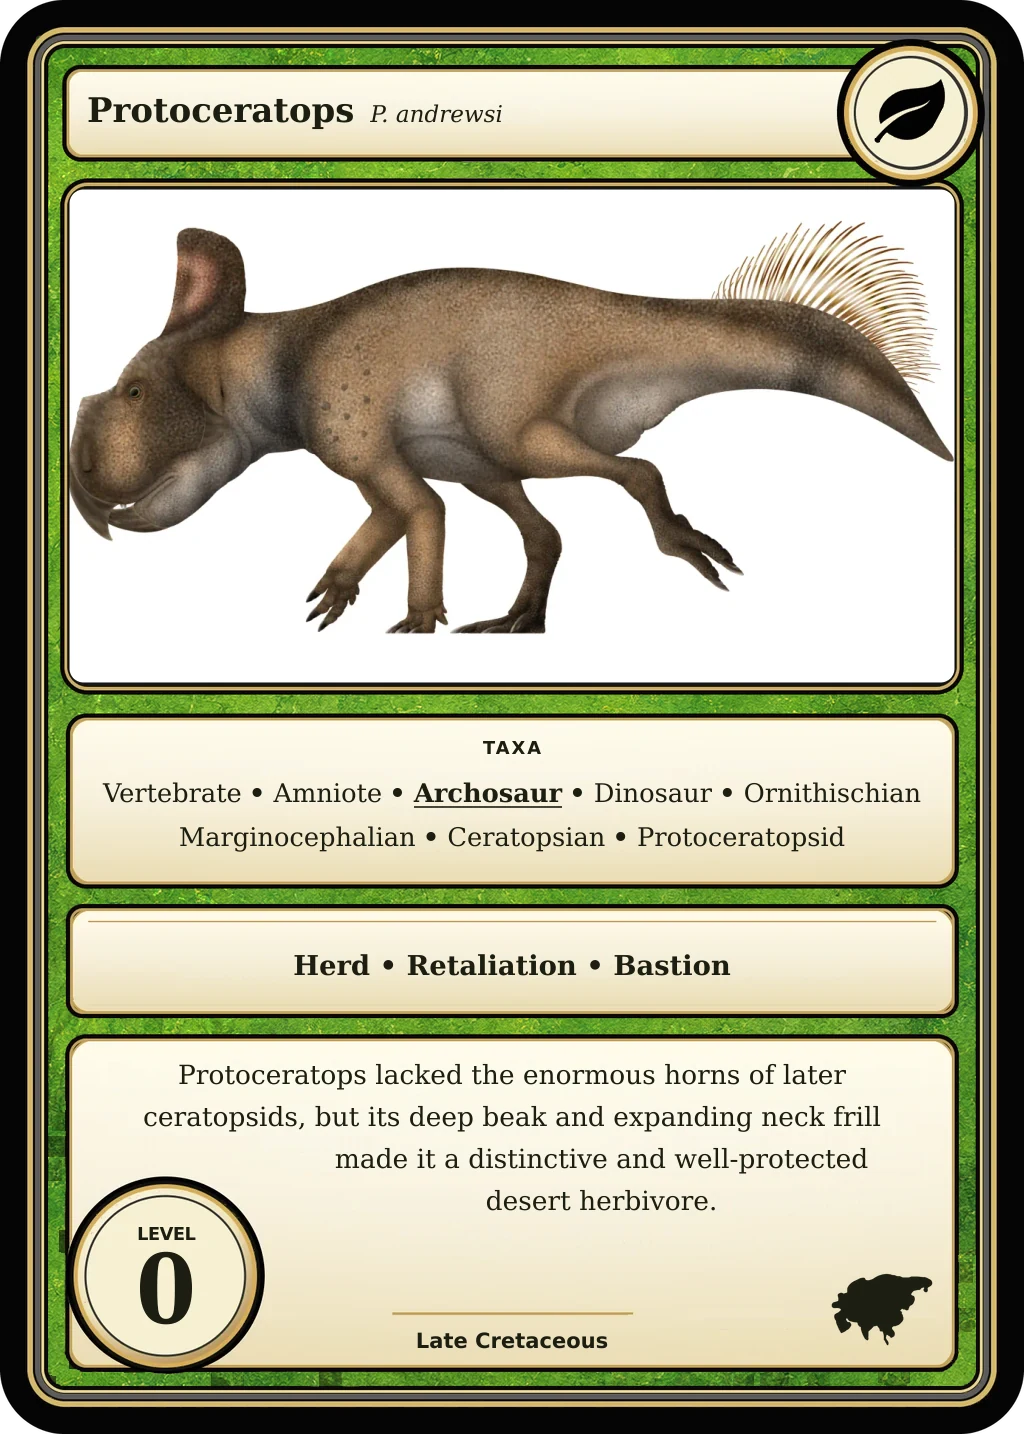 Protoceratops P. andrewsi
TAXA
Vertebrate • Amniote • Archosaur • Dinosaur • Ornithischian
Marginocephalian • Ceratopsian • Protoceratopsid
Herd • Retaliation • Bastion
Protoceratops lacked the enormous horns of later
ceratopsids, but its deep beak and expanding neck frill
made it a distinctive and well-protected
desert herbivore.
LEVEL
0
Late Cretaceous